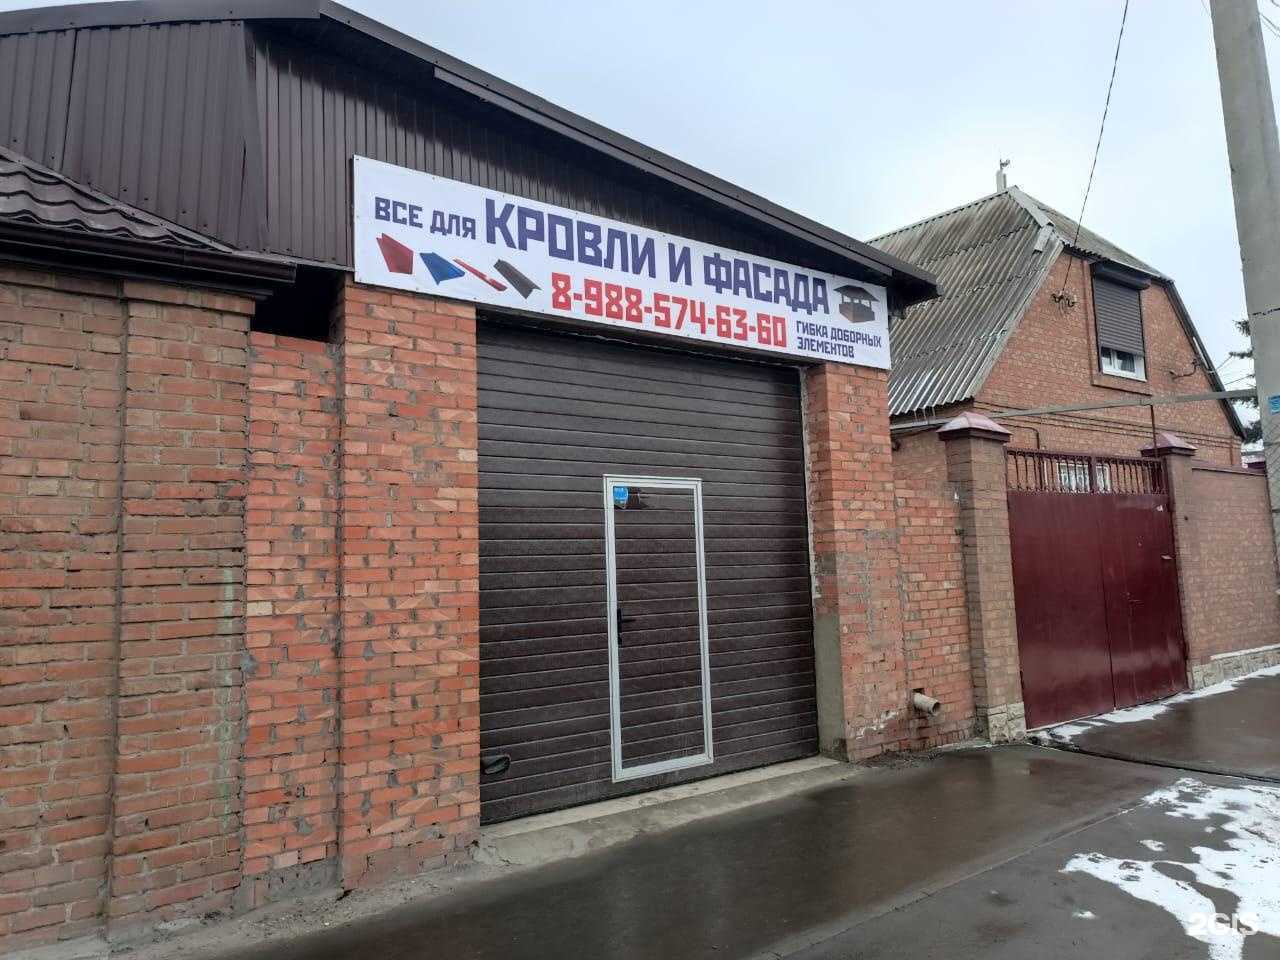 ВСЕ ДЛЯ КРОВЛИ И ФАСАДА
8-988-574-63-60
ГИБКА ДОБОРНЫХ
ЭЛЕМЕНТОВ
2GIS